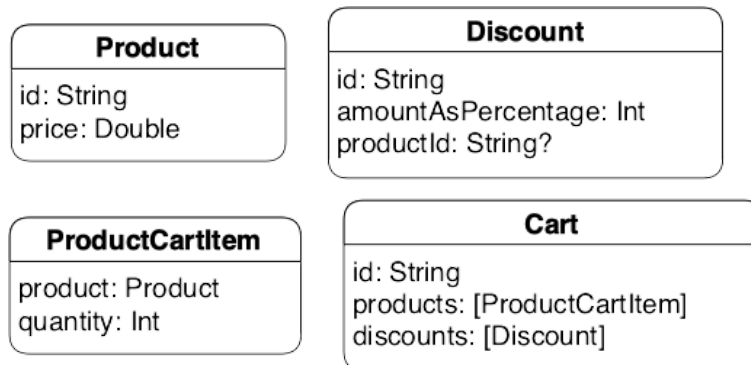 Product
id: String
price: Double
Discount
id: String
amountAsPercentage: Int
productId: String?
ProductCartItem
product: Product
quantity: Int
Cart
id: String
products: [ProductCartItem]
discounts: [Discount]